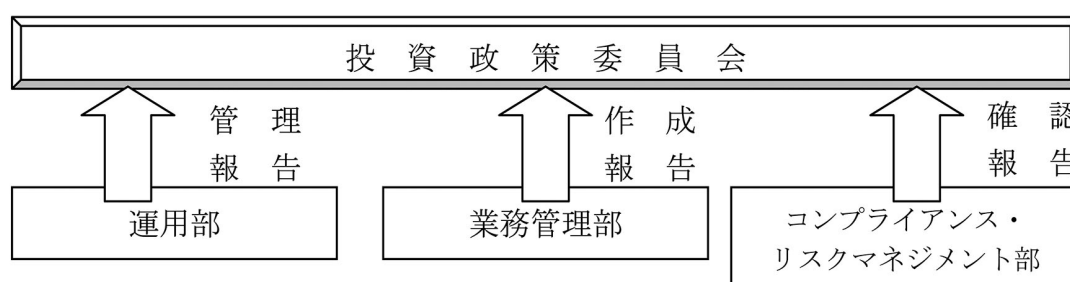 投資政策委員会
管理
報告
作成
報告
確認
報告
運用部
業務管理部
コンプライアンス・
リスクマネジメント部